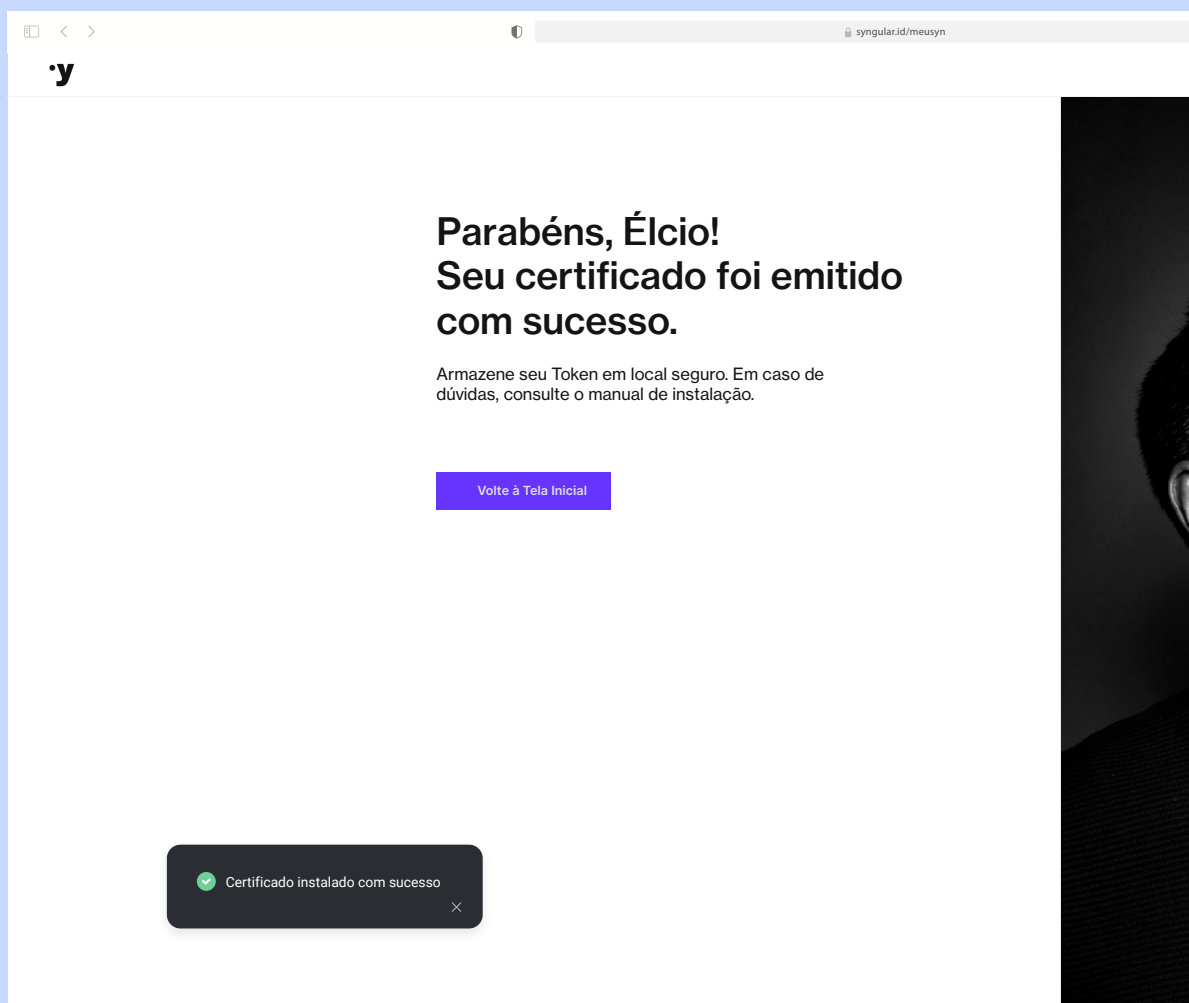 syngular.id/meusyn
·y
Parabéns, Élcio!
Seu certificado foi emitido
com sucesso.
Armazene seu Token em local seguro. Em caso de
dúvidas, consulte o manual de instalação.
Volte à Tela Inicial
Certificado instalado com sucesso